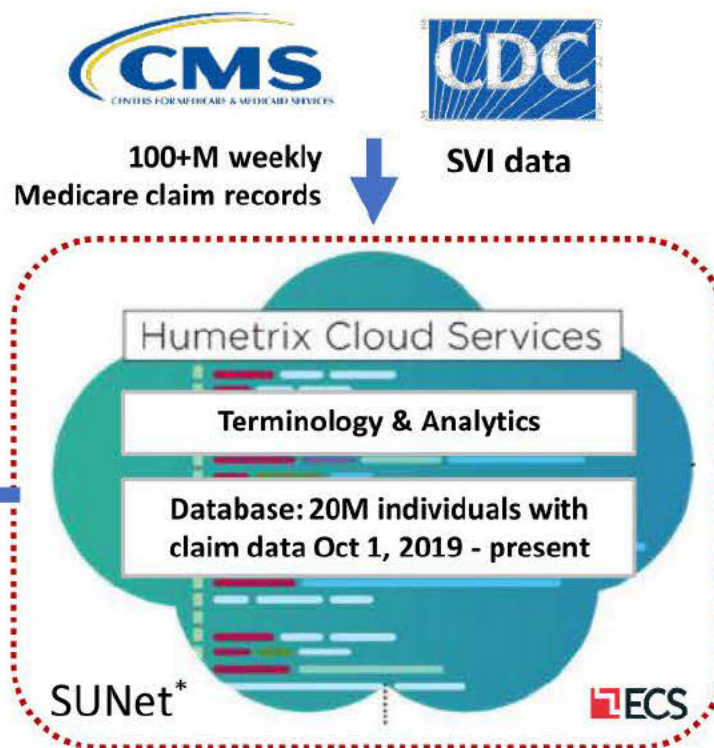 CMS
CENTERS FOR MEDICARE & MEDICAID SERVICES
CDC
100+M weekly
Medicare claim records
SVI data
Humetrix Cloud Services
Terminology & Analytics
Database: 20M individuals with
claim data Oct 1, 2019 - present
SUNet*
ECS